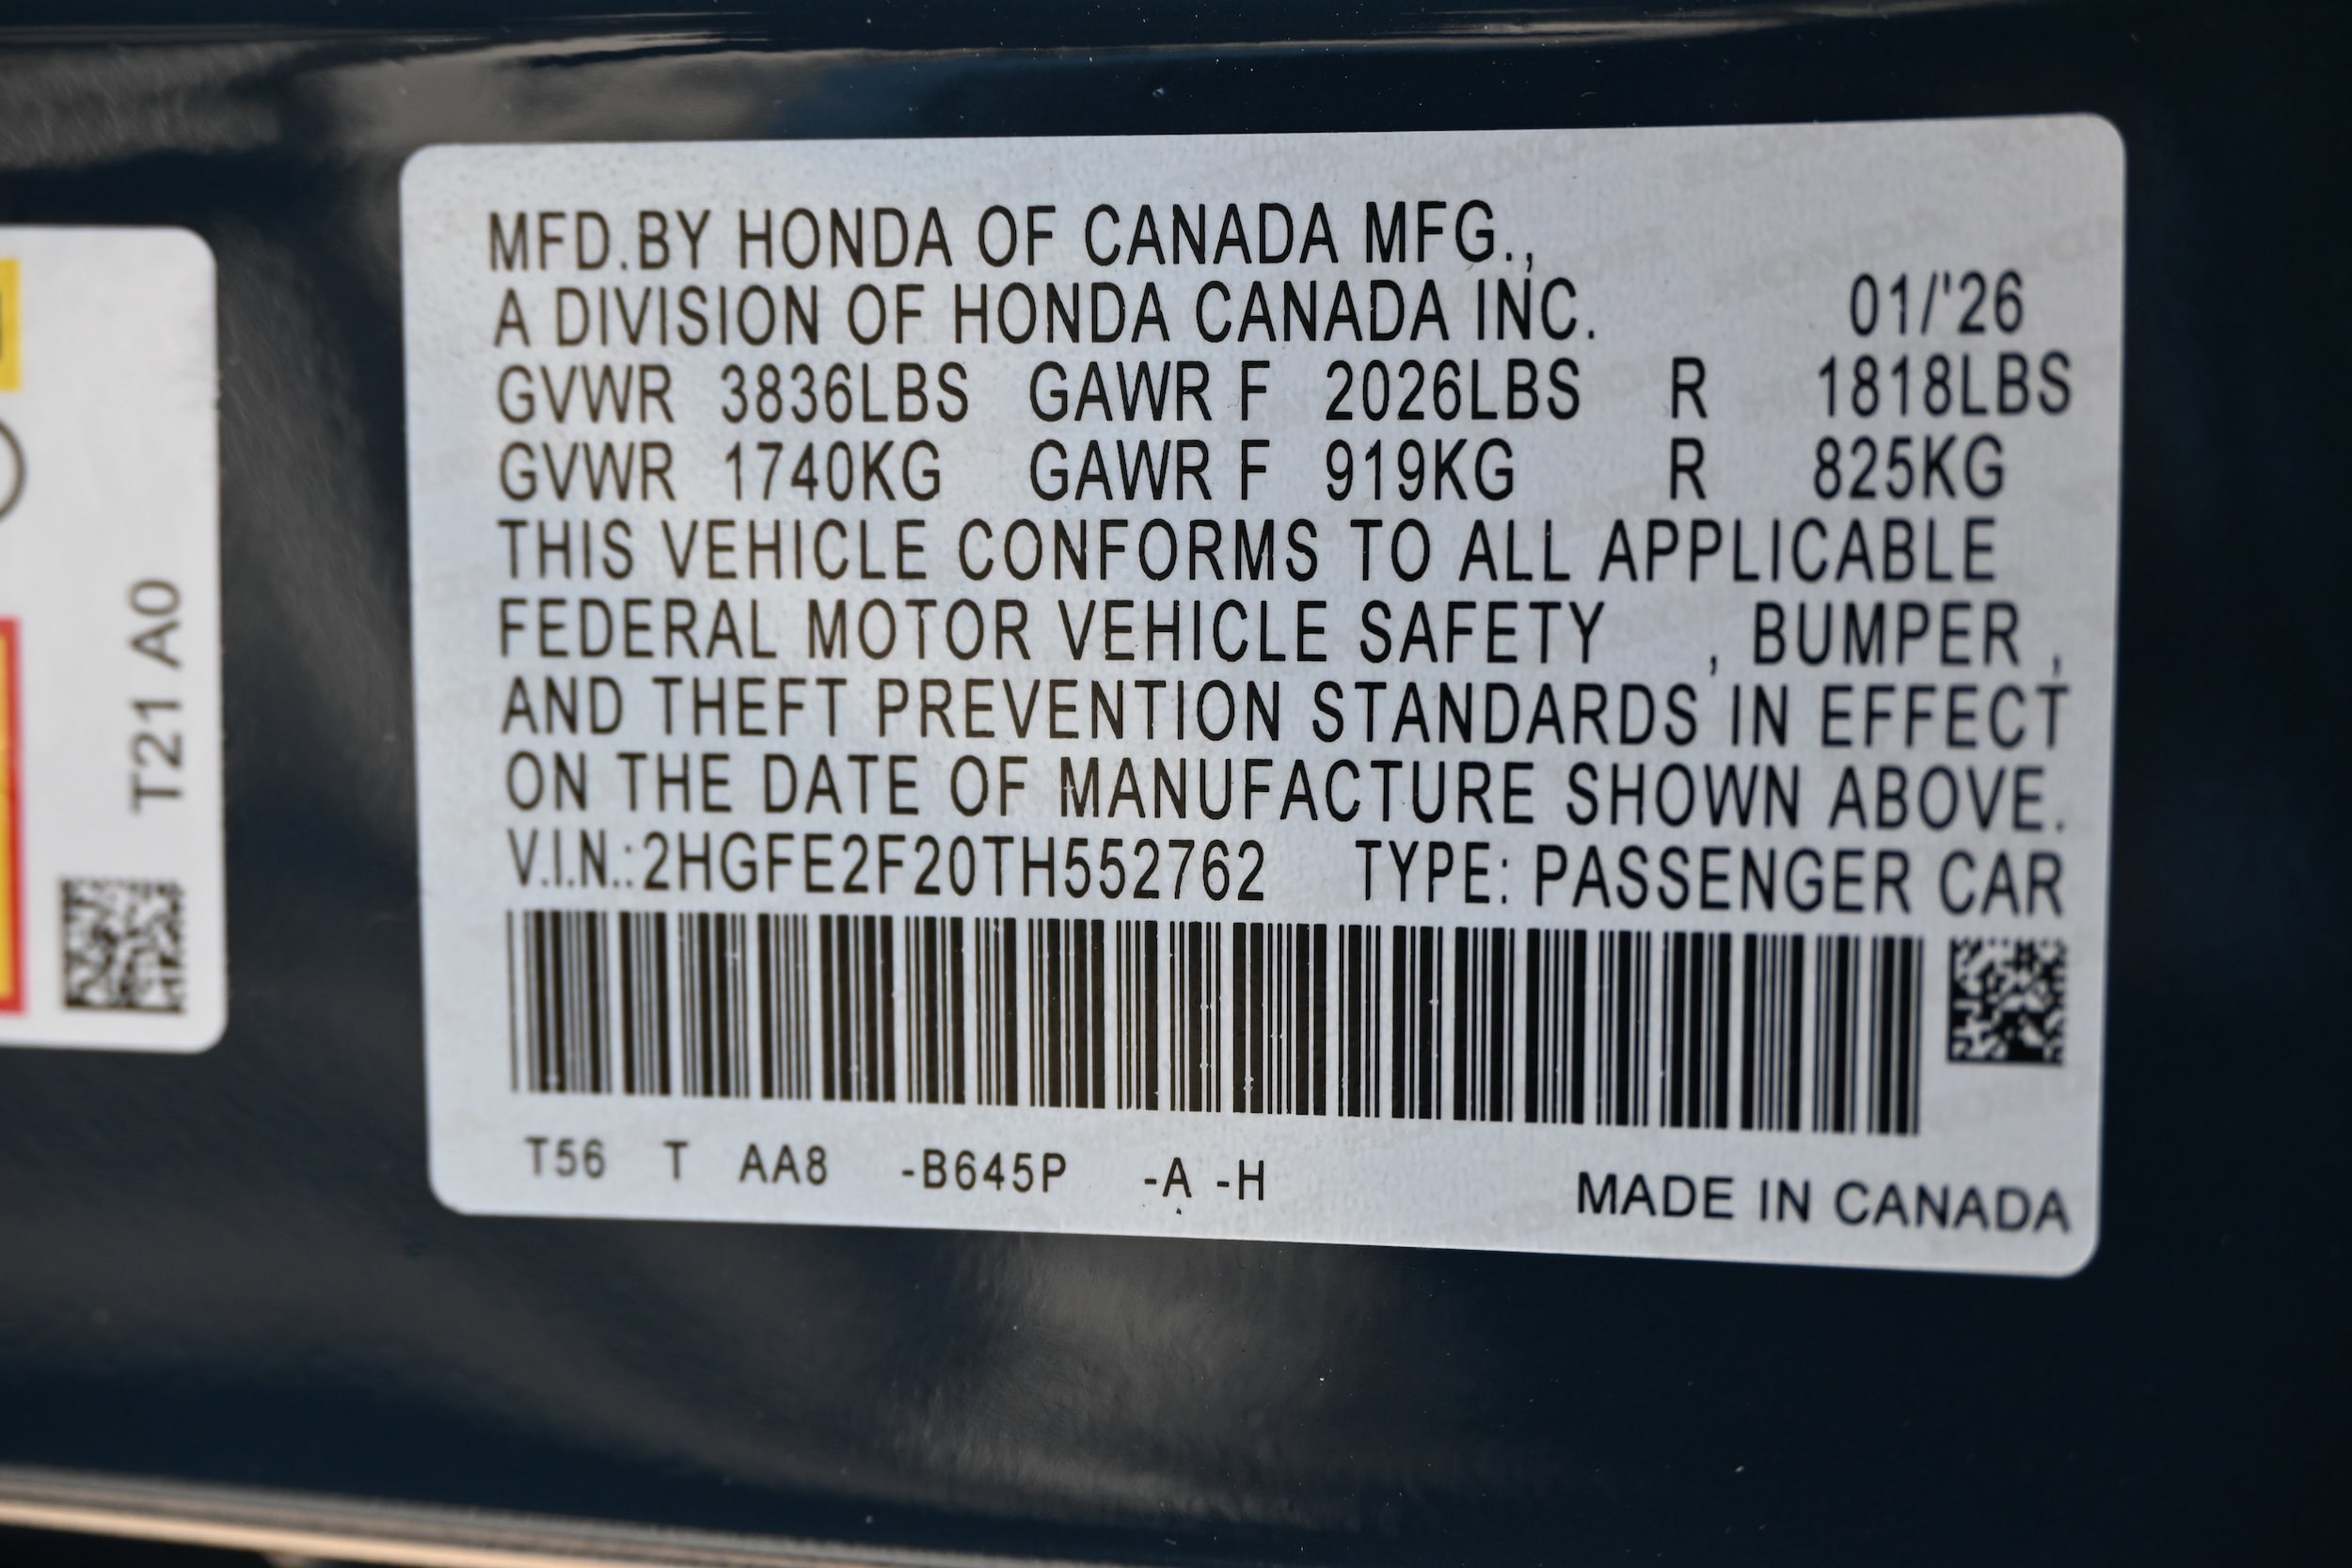 MFD.BY HONDA OF CANADA MFG.,
A DIVISION OF HONDA CANADA INC. 01/'26
GVWR 3836LBS GAWR F 2026LBS R 1818LBS
GVWR 1740KG GAWR F 919KG R 825KG
THIS VEHICLE CONFORMS TO ALL APPLICABLE
FEDERAL MOTOR VEHICLE SAFETY , BUMPER ,
AND THEFT PREVENTION STANDARDS IN EFFECT
ON THE DATE OF MANUFACTURE SHOWN ABOVE.
V.I.N.:2HGFE2F20TH552762 TYPE: PASSENGER CAR
T56 T AA8 -B645P -A -H
MADE IN CANADA
T21 A0